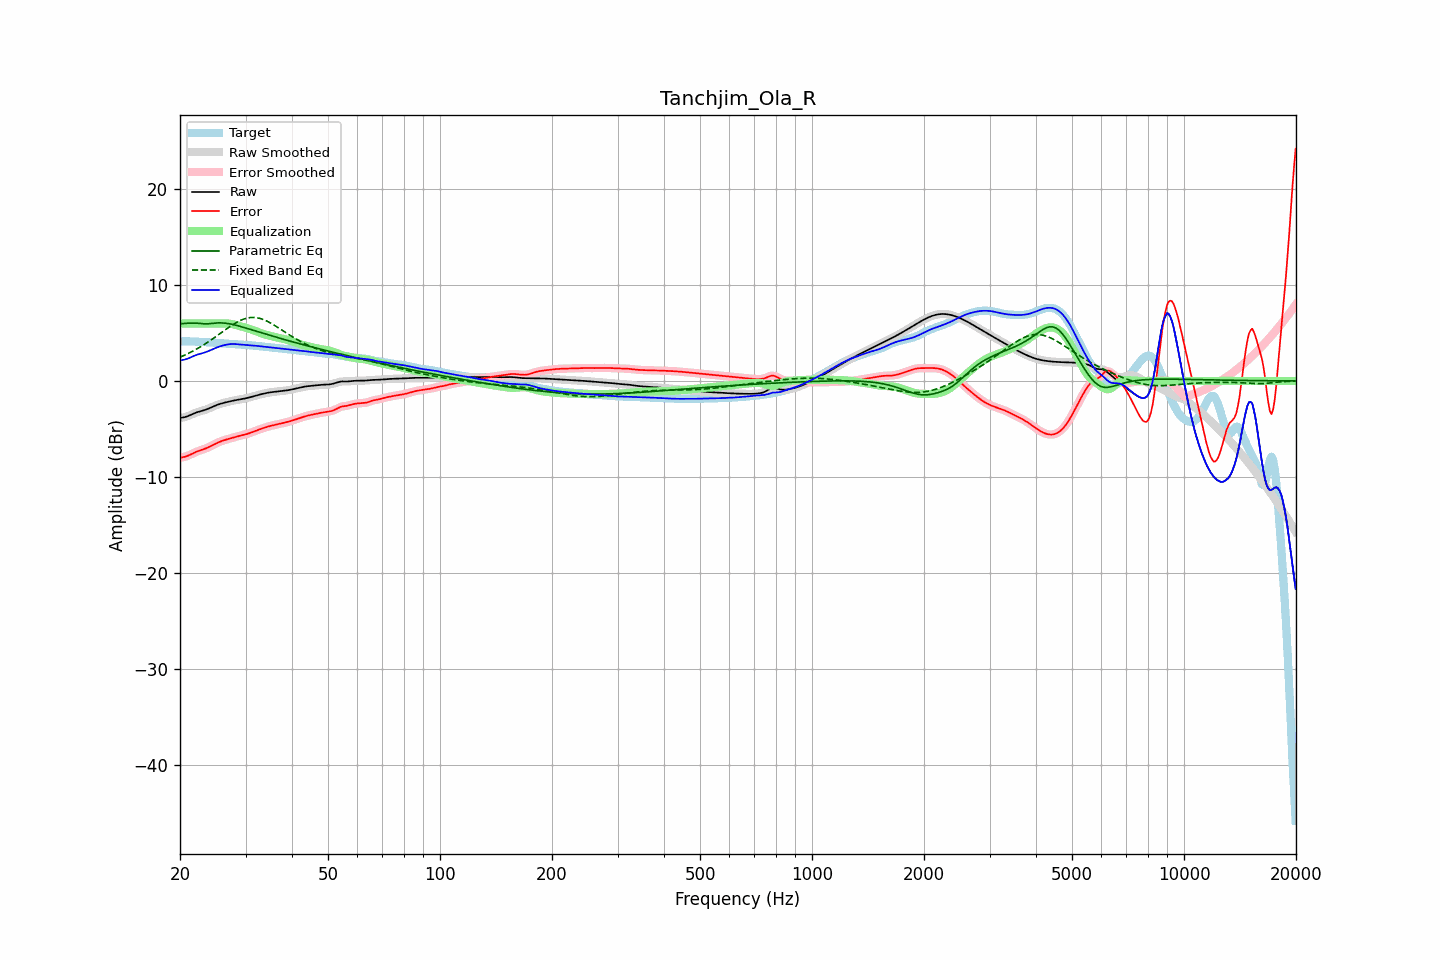 Tanchjim_Ola_R
Target
Raw Smoothed
Error Smoothed
Raw
Error
Equalization
Parametric Eq
Fixed Band Eq
Equalized
20
10
0
−10
−20
−30
−40
Amplitude (dBr)
20 50 100 200 500 1000 2000 5000 10000 20000
Frequency (Hz)